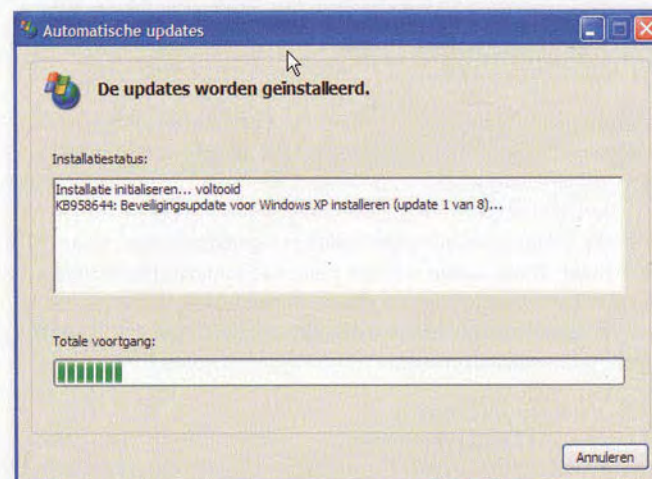 Automatische updates
De updates worden geïnstalleerd.
Installatiestatus:
Installatie initialiseren... voltooid
KB958644: Beveiligingsupdate voor Windows XP installeren (update 1 van 8)...
Totale voortgang:
Annuleren